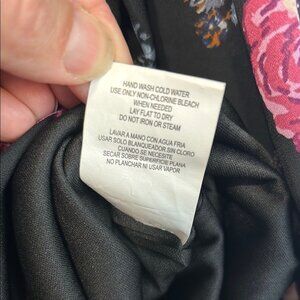 HAND WASH COLD WATER
USE ONLY NON-CHLORINE BLEACH
WHEN NEEDED
LAY FLAT TO DRY
DO NOT IRON OR STEAM
LAVAR A MANO CON AGUA FRIA
USAR SOLO BLANQUEADOR SIN CLORO
CUANDO SE NECESITE
SECAR SOBRE SUPERFICIE PLANA
NO PLANCHAR NI USAR VAPOR